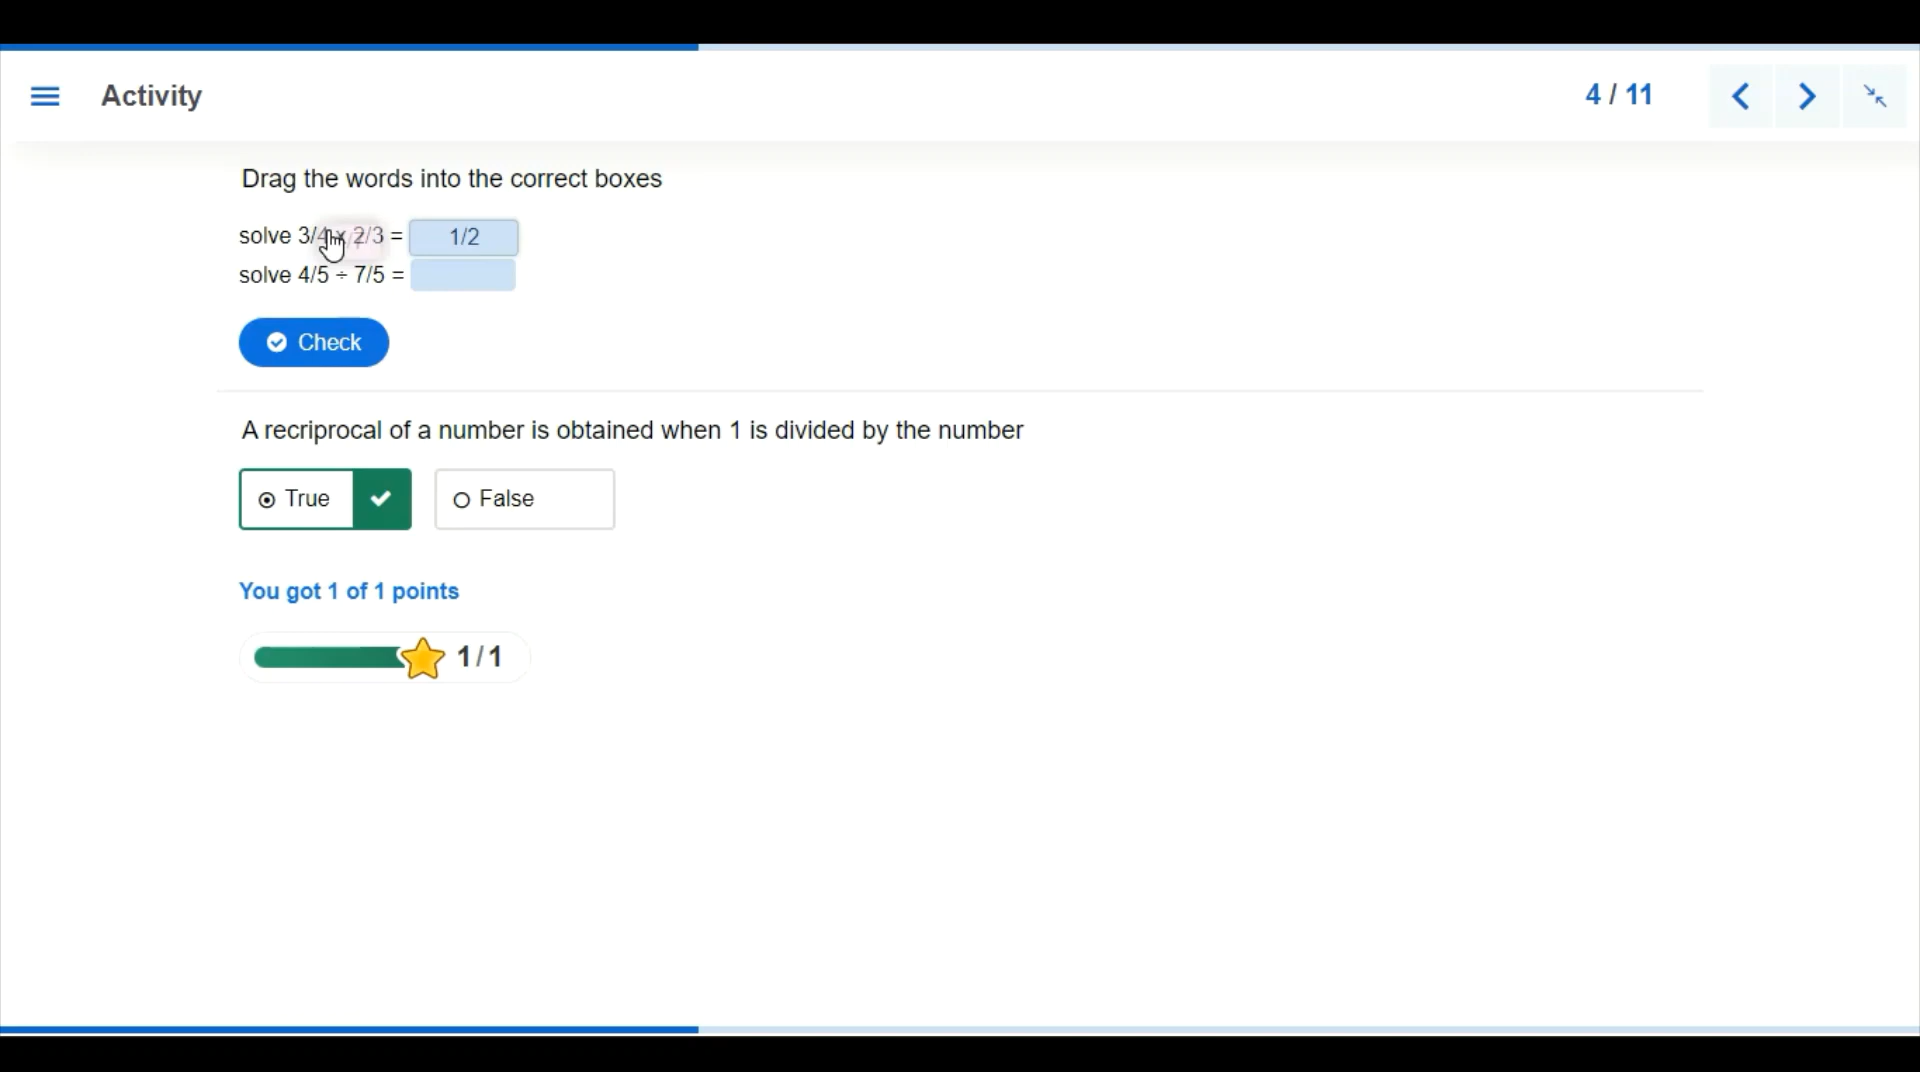 Activity
4 / 11
Drag the words into the correct boxes
solve 3/4 x 2/3 = 1/2
solve 4/5 ÷ 7/5 =
Check
A recriprocal of a number is obtained when 1 is divided by the number
True
False
You got 1 of 1 points
1/1